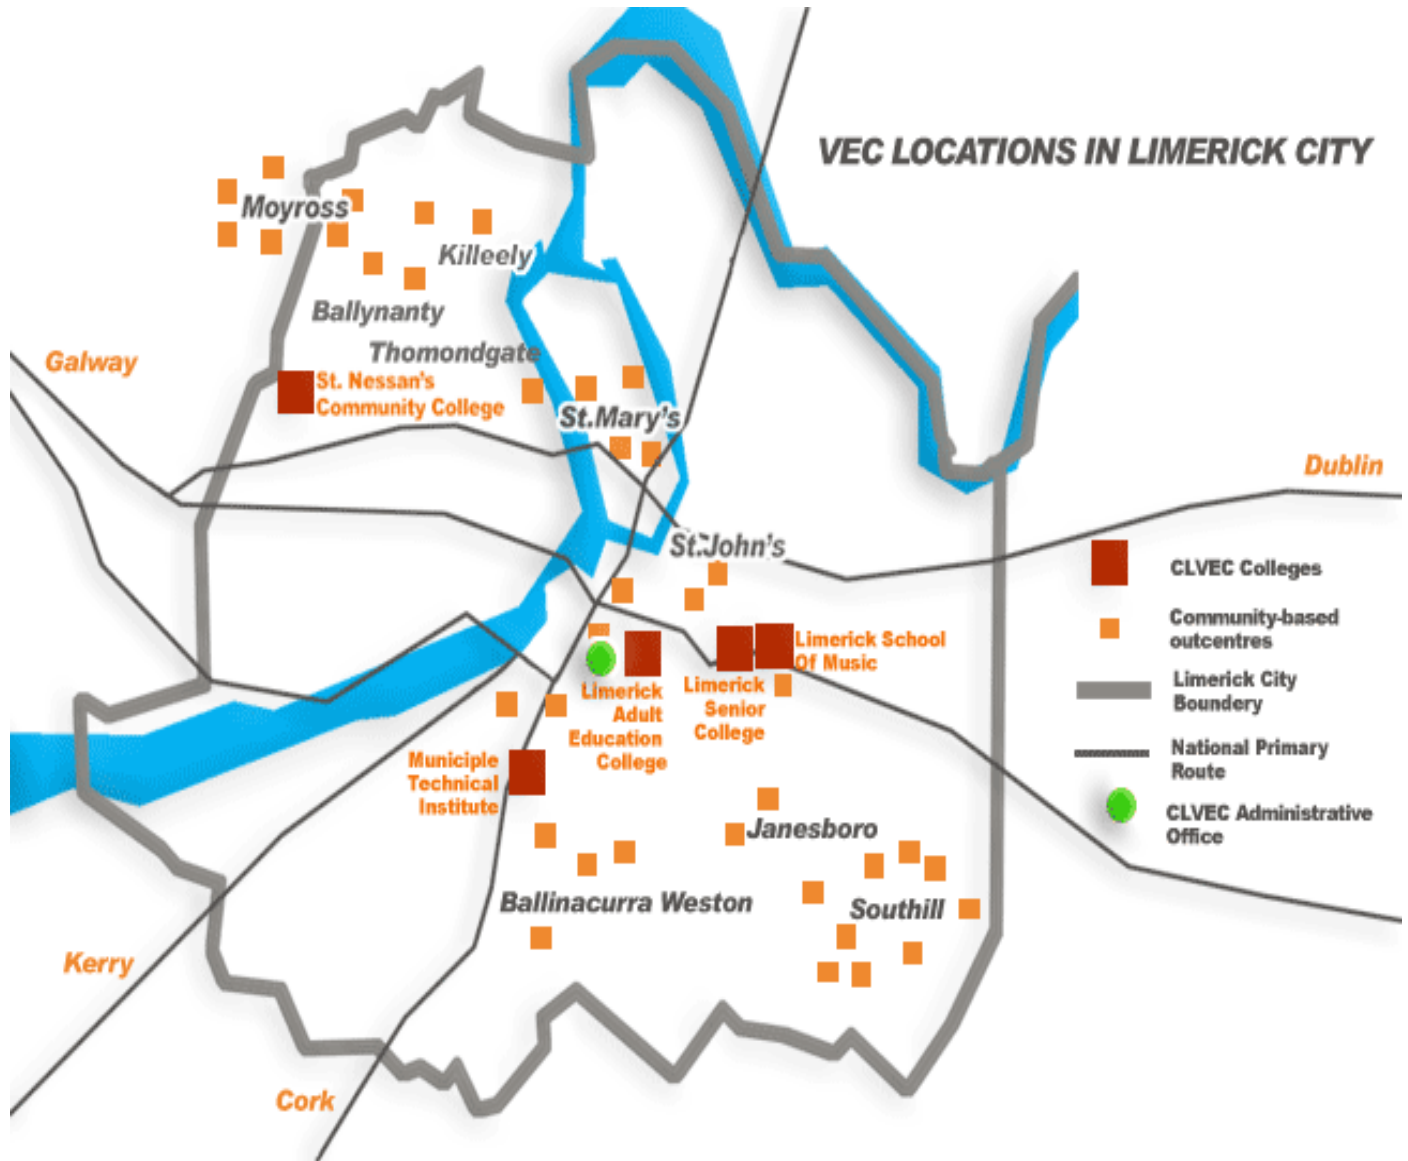 VEC LOCATIONS IN LIMERICK CITY
Moyross
Killeely
Ballynanty
Thomondgate
Galway
St. Nessan's
Community College
St.Mary's
Dublin
St.John's
CLVEC Colleges
Community-based
outcentres
Limerick City
Boundery
National Primary
Route
CLVEC Administrative
Office
Limerick School
Of Music
Limerick
Senior
College
Limerick
Adult
Education
College
Municiple
Technical
Institute
Janesboro
Ballinacurra Weston
Southill
Kerry
Cork